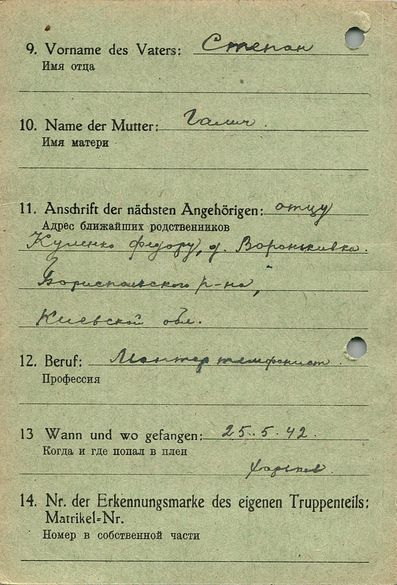 9. Vorname des Vaters: Степан
Имя отца
10. Name der Mutter: Галич
Имя матери
11. Anschrift der nächsten Angehörigen: отцу
Адрес ближайших родственников
Куленко Федору, д. Вороньківка
Бориспольского р-на,
Киевской обл.
12. Beruf: Монтер телефонист.
Профессия
13 Wann und wo gefangen: 25.5.42.
Когда и где попал в плен
Харьков
14. Nr. der Erkennungsmarke des eigenen Truppenteils:
Matrikel=Nr.
Номер в собственной части